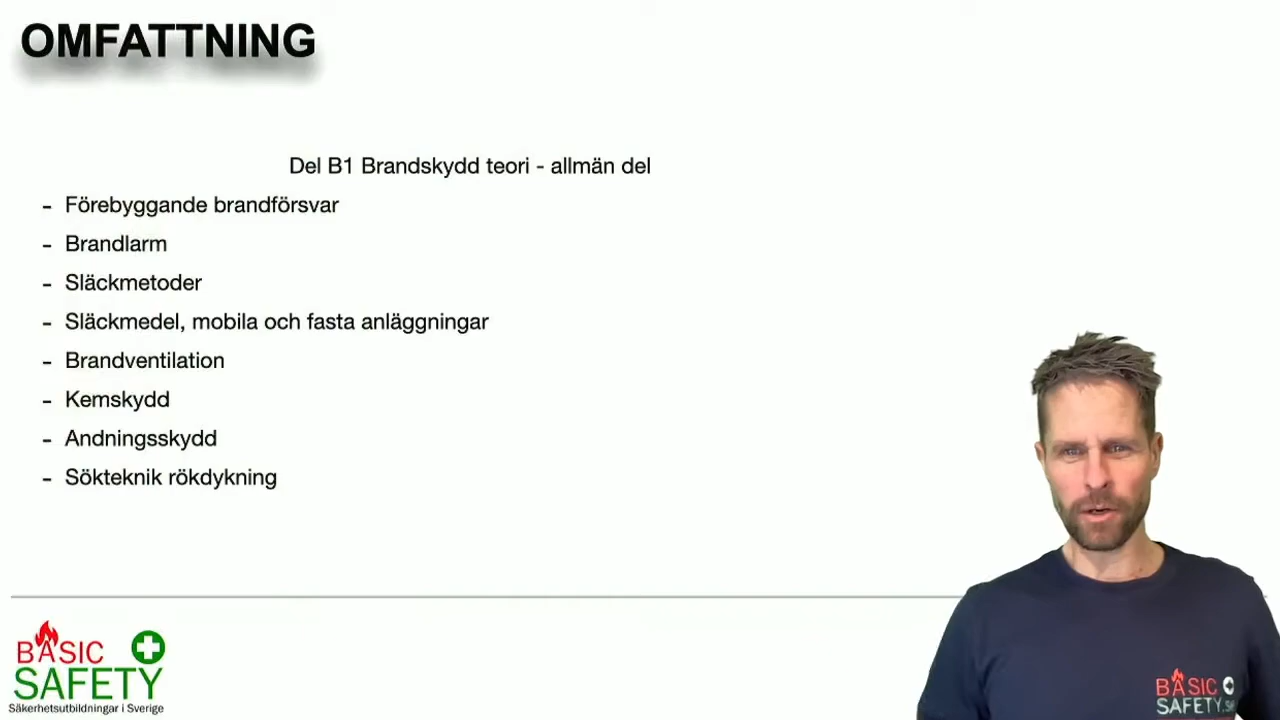 OMFATTNING
Del B1 Brandskydd teori - allmän del
- Förebyggande brandförsvar
- Brandlarm
- Släckmetoder
- Släckmedel, mobila och fasta anläggningar
- Brandventilation
- Kemskydd
- Andningsskydd
- Sökteknik rökdykning
BASIC
SAFETY
Säkerhetsutbildningar i Sverige
BASIC
SAFETY.S